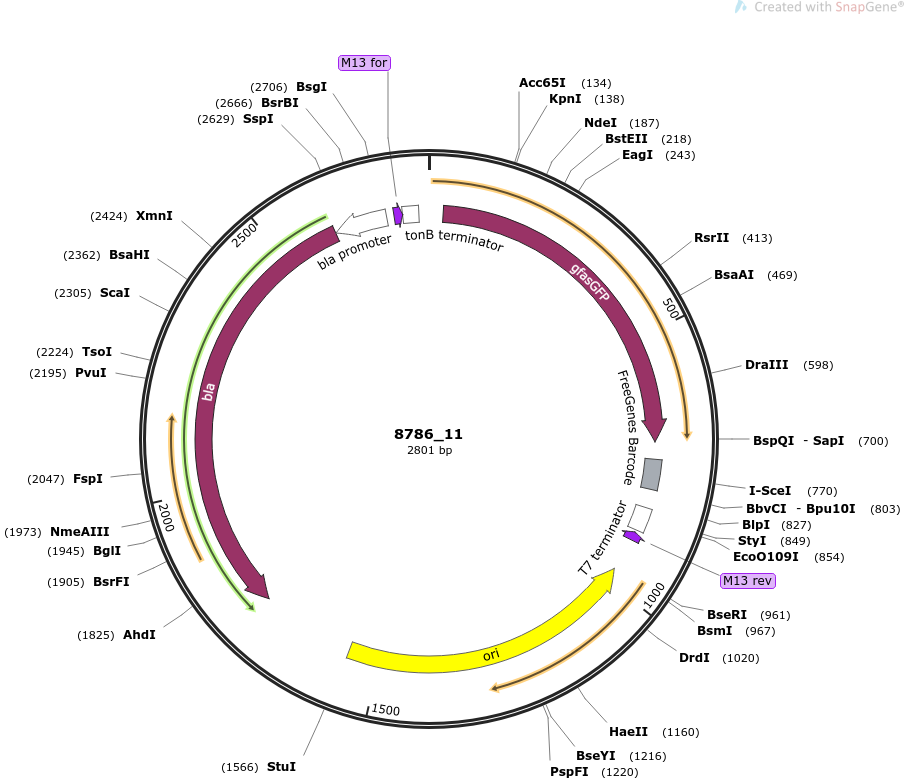 Created with SnapGene®
M13 for
(2706) BsgI
(2666) BsrBI
(2629) SspI
Acc65I (134)
KpnI (138)
NdeI (187)
BstEII (218)
EagI (243)
(2424) XmnI
(2362) BsaHI
(2305) ScaI
(2224) TsoI
(2195) PvuI
(2047) FspI
(1973) NmeAIII
(1945) BglI
(1905) BsrFI
(1825) AhdI
(1566) StuI
RsrII (413)
BsaAI (469)
DraIII (598)
BspQI - SapI (700)
I-SceI (770)
BbvCI - Bpu10I (803)
BlpI (827)
StyI (849)
EcoO109I (854)
M13 rev
BseRI (961)
BsmI (967)
DrdI (1020)
HaeII (1160)
BseYI (1216)
PspFI (1220)
2500
bla promoter
tonB terminator
gfasGFP
500
bla
FreeGenes Barcode
8786_11
2801 bp
2000
T7 terminator
1000
ori
1500